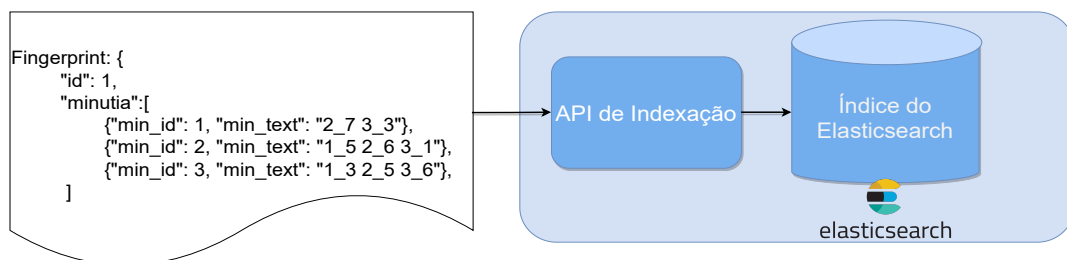 Fingerprint: {
"id": 1,
"minutia":[
{"min_id": 1, "min_text": "2_7 3_3"},
{"min_id": 2, "min_text": "1_5 2_6 3_1"},
{"min_id": 3, "min_text": "1_3 2_5 3_6"},
]
API de Indexação
Índice do
Elasticsearch
elasticsearch